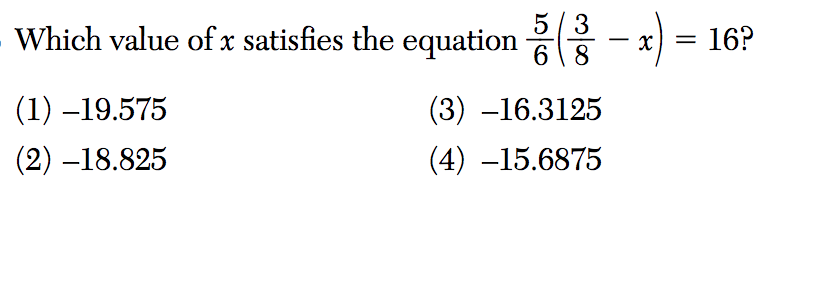 Which value of x satisfies the equation 5/6(3/8 – x) = 16?
(1) –19.575 (3) –16.3125
(2) –18.825 (4) –15.6875